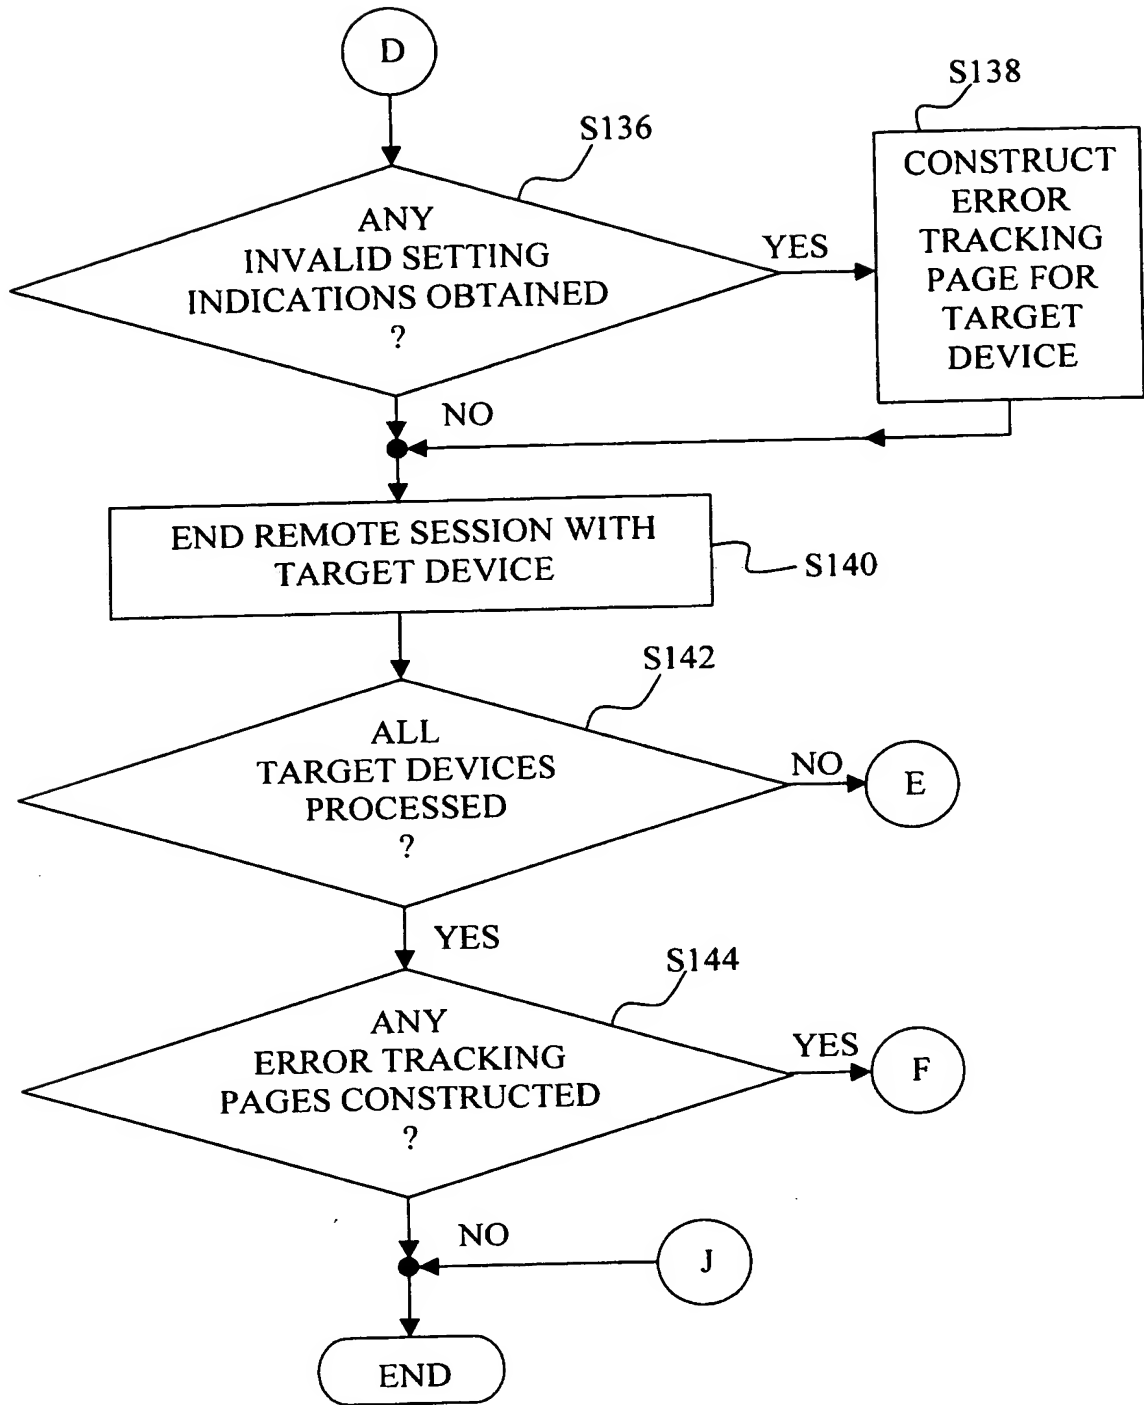 D
S138
S136
ANY
INVALID SETTING
INDICATIONS OBTAINED
?
YES
CONSTRUCT
ERROR
TRACKING
PAGE FOR
TARGET
DEVICE
NO
END REMOTE SESSION WITH
TARGET DEVICE
S140
S142
ALL
TARGET DEVICES
PROCESSED
?
NO
E
YES
S144
ANY
ERROR TRACKING
PAGES CONSTRUCTED
?
YES
F
NO
J
END